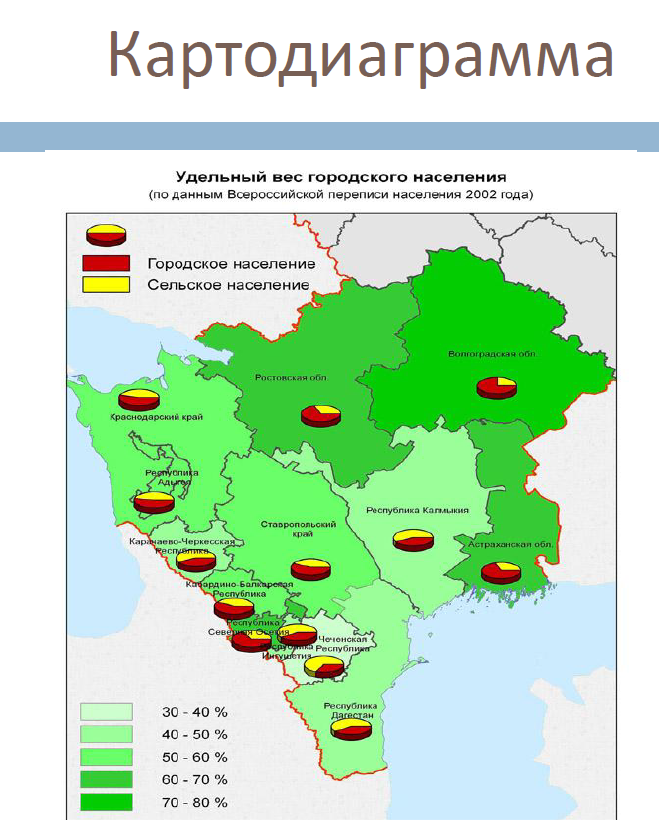 Картодиаграмма
Удельный вес городского населения
(по данным Всероссийской переписи населения 2002 года)
Городское население
Сельское население
Волгоградская обл.
Ростовская обл.
Краснодарский край
Республика
Адыгея
Республика Калмыкия
Ставропольский
край
Астраханская обл.
Карачаево-Черкесская
Республика
Кабардино-Балкарская
Республика
Республика
Северная Осетия
Чеченская
Республика
Республика
Ингушетия
Республика
Дагестан
30 - 40 %
40 - 50 %
50 - 60 %
60 - 70 %
70 - 80 %